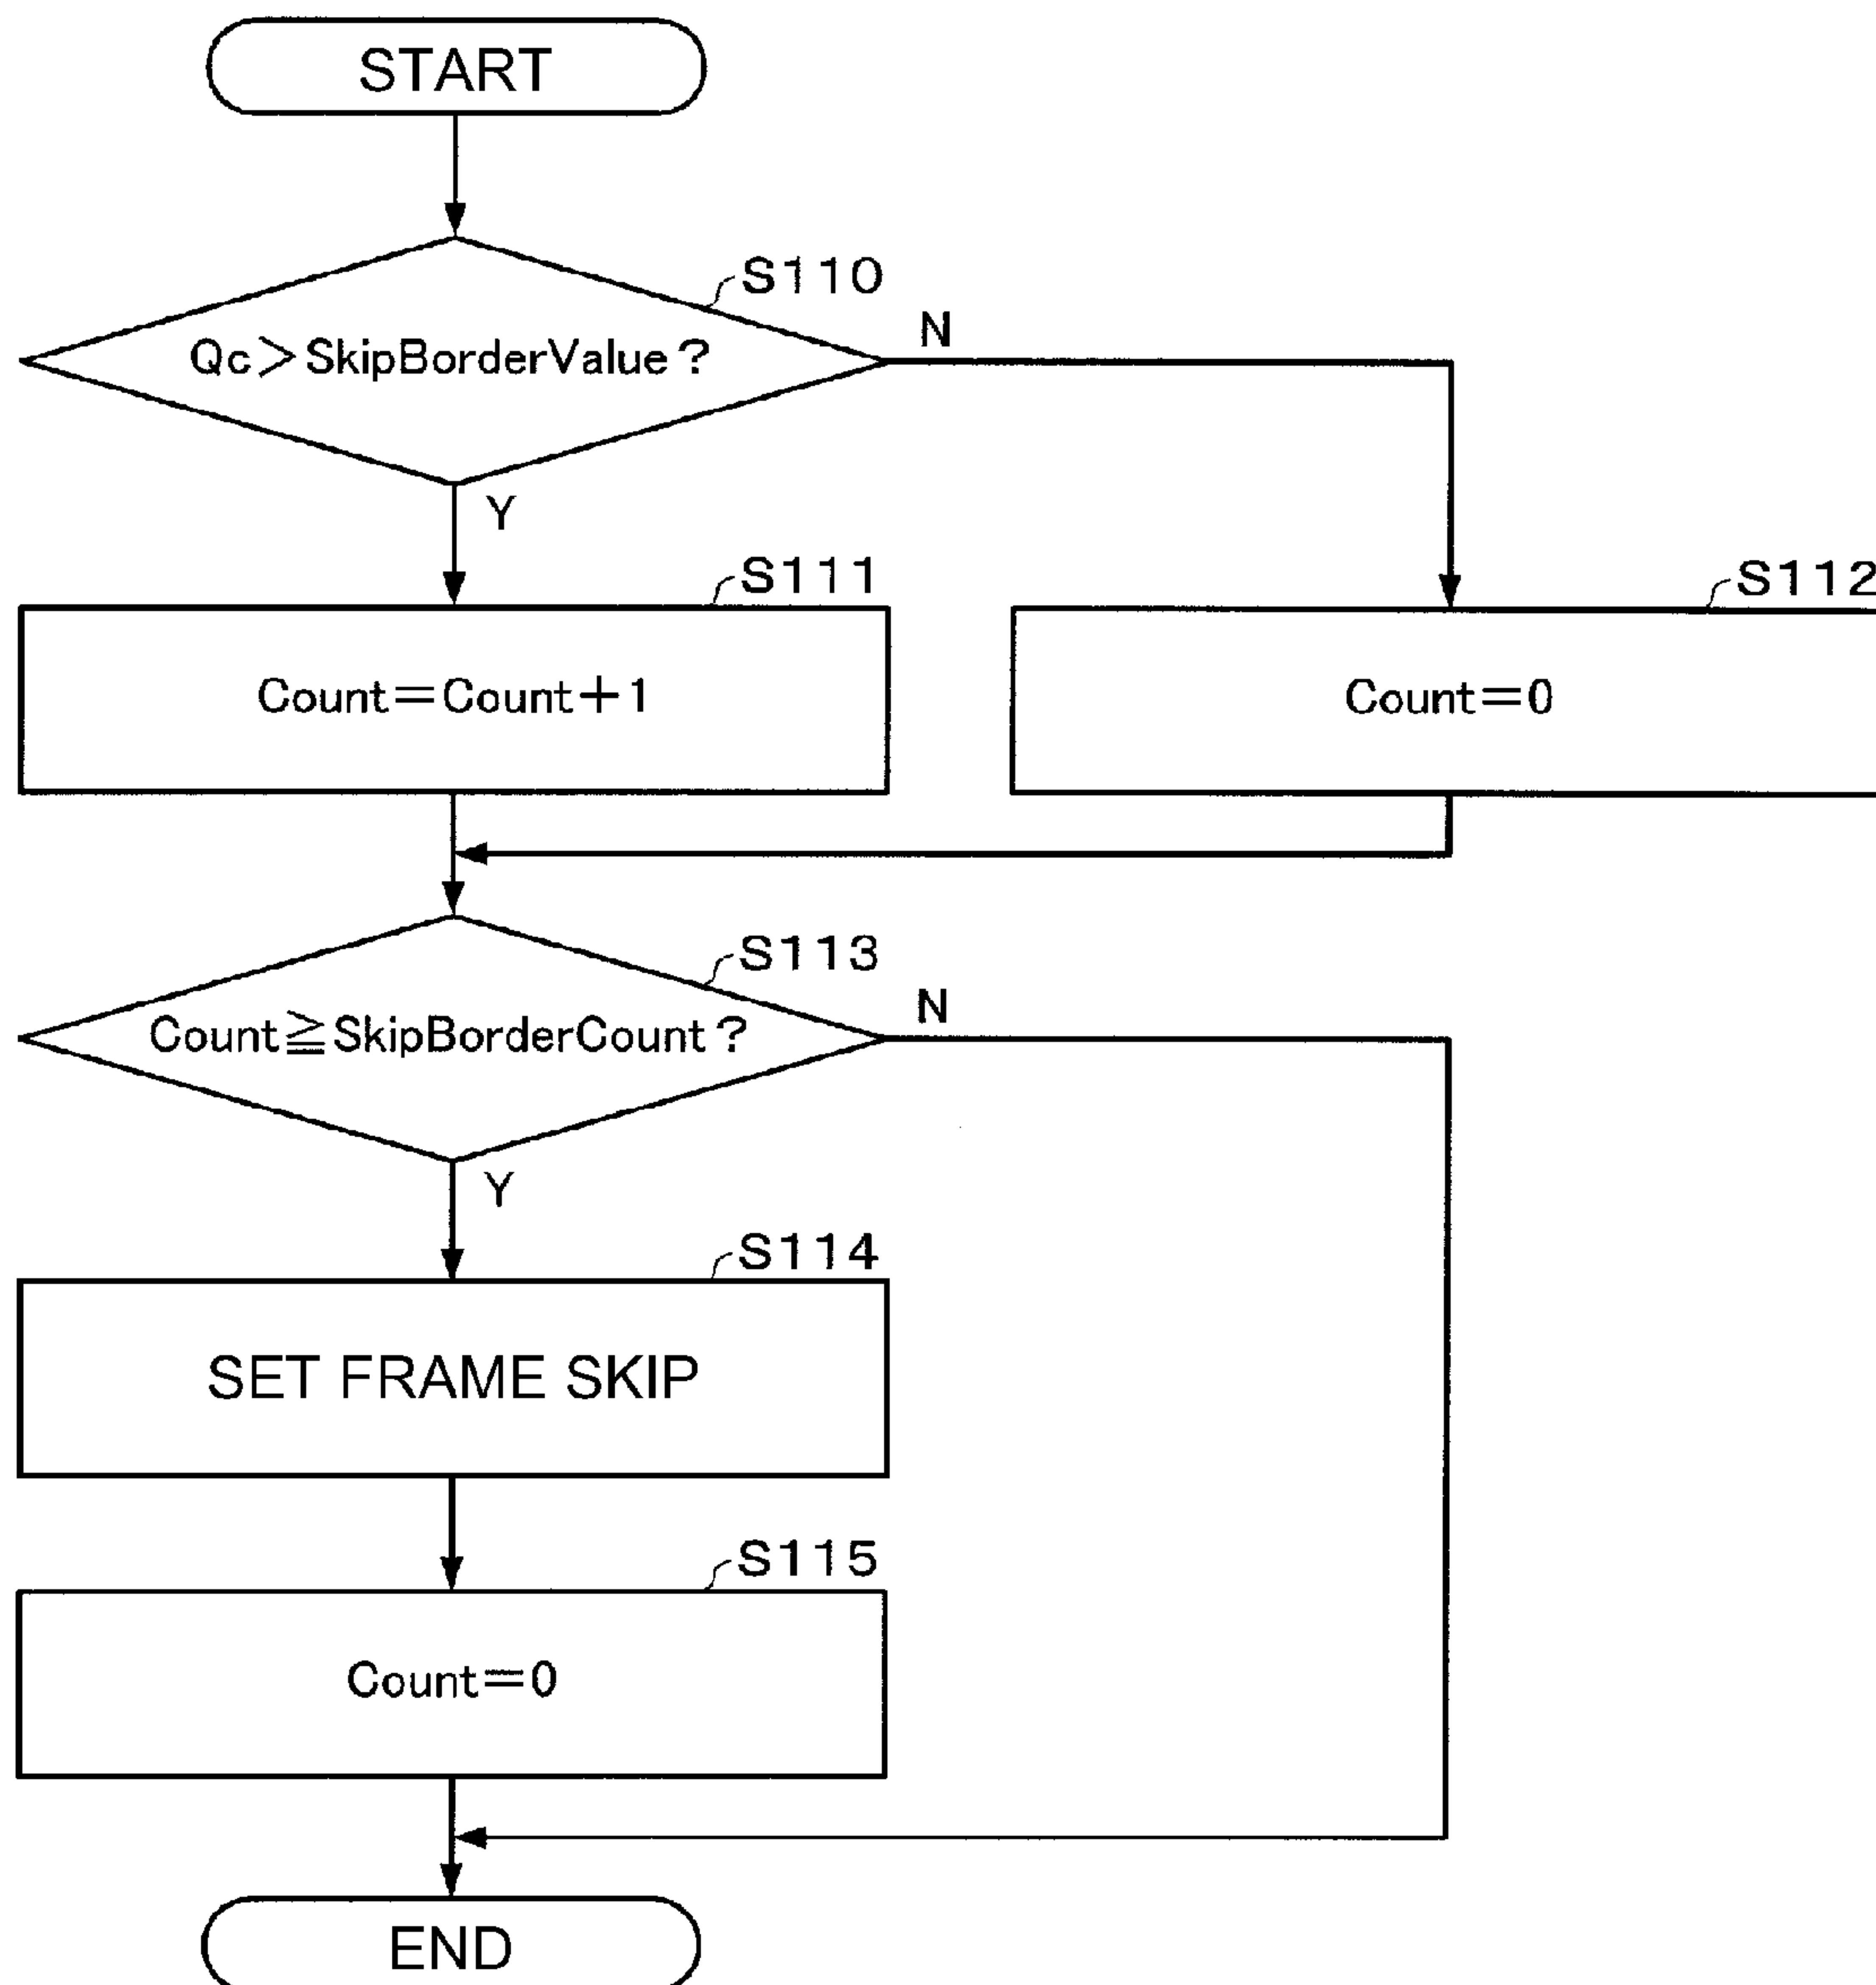 START
S110
Qc>SkipBorderValue?
N
Y
S111
S112
Count=Count+1
Count=0
S113
Count≧SkipBorderCount?
N
Y
S114
SET FRAME SKIP
S115
Count=0
END